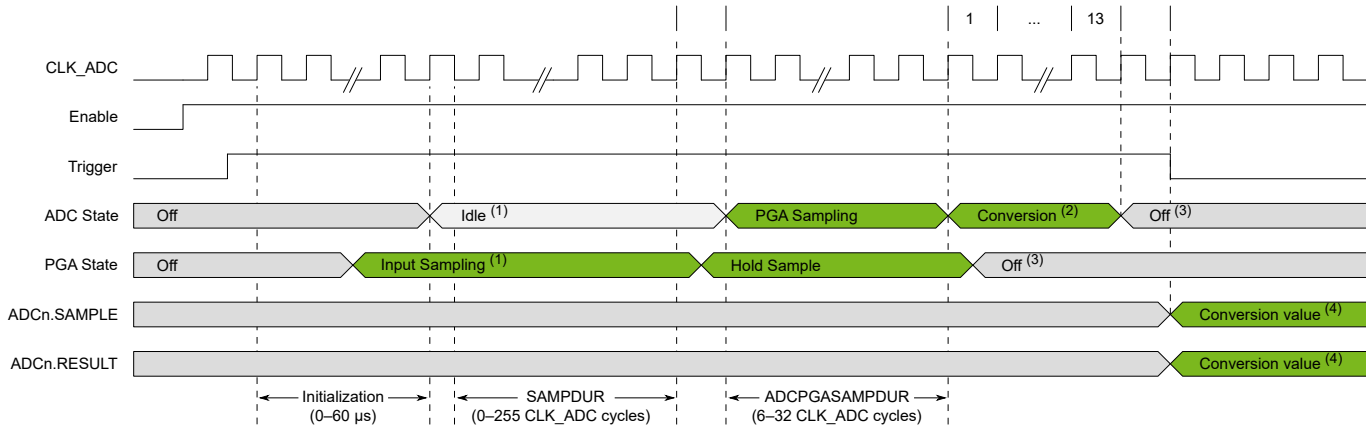 1 ... 13
CLK_ADC
Enable
Trigger
ADC State Off Idle (1) PGA Sampling Conversion (2) Off (3)
PGA State Off Input Sampling (1) Hold Sample Off (3)
ADCn.SAMPLE Conversion value (4)
ADCn.RESULT Conversion value (4)
Initialization SAMPDUR ADCPGASAMPDUR
(0–60 µs) (0–255 CLK_ADC cycles) (6–32 CLK_ADC cycles)